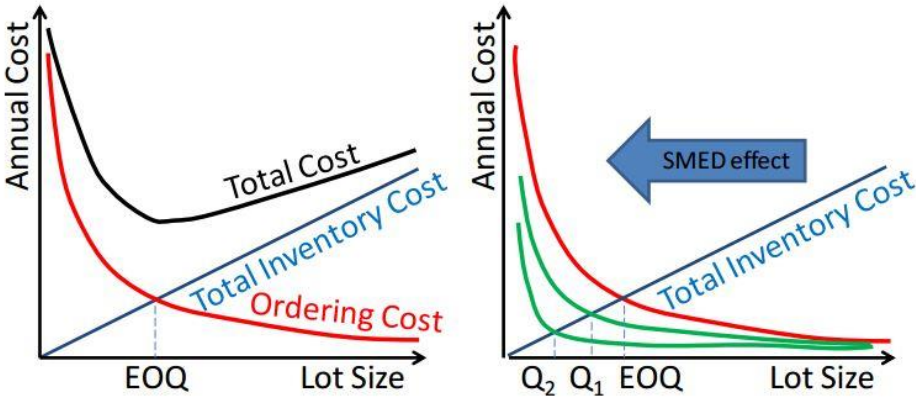 Annual Cost
Total Cost
Total Inventory Cost
Ordering Cost
EOQ
Lot Size
Annual Cost
SMED effect
Total Inventory Cost
Q2
Q1
EOQ
Lot Size